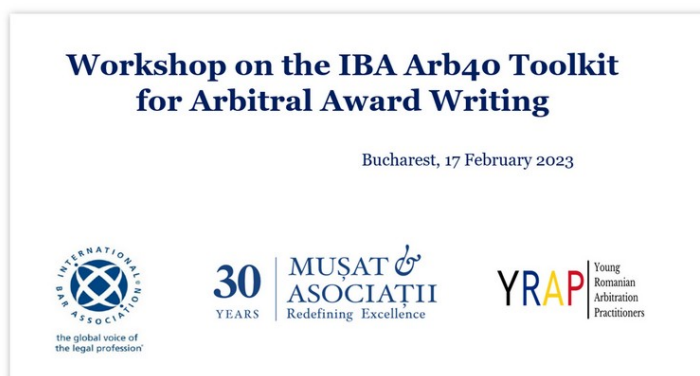 Workshop on the IBA Arb40 Toolkit
for Arbitral Award Writing
Bucharest, 17 February 2023
INTERNATIONAL BAR ASSOCIATION®
the global voice of
the legal profession®
30
YEARS
MUȘAT &
ASOCIAȚII
Redefining Excellence
YRAP
Young
Romanian
Arbitration
Practitioners